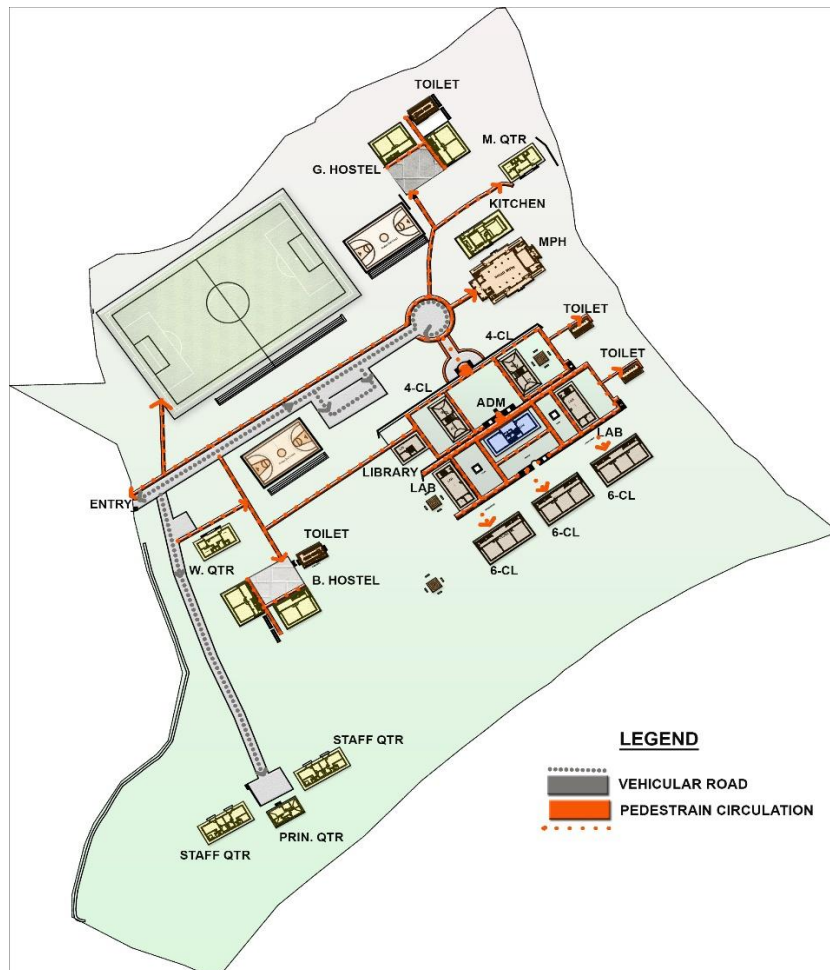 TOILET
M. QTR
G. HOSTEL
KITCHEN
MPH
TOILET
4-CL
TOILET
4-CL
ADM
LAB
LIBRARY
LAB
6-CL
ENTRY
6-CL
TOILET
W. QTR
B. HOSTEL
6-CL
STAFF QTR
PRIN. QTR
STAFF QTR
LEGEND
VEHICULAR ROAD
PEDESTRAIN CIRCULATION